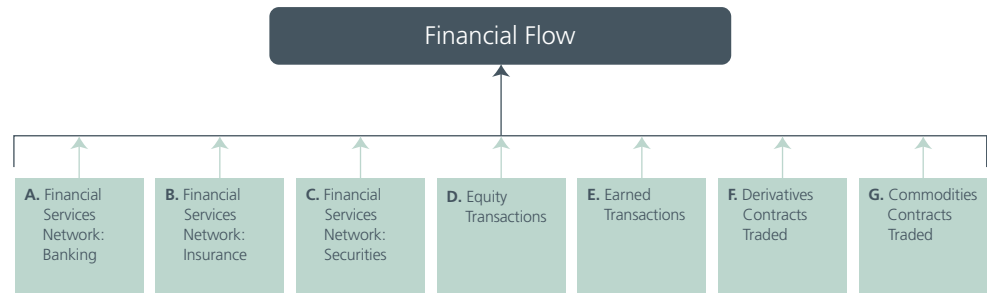 Financial Flow
A. Financial
Services
Network:
Banking
B. Financial
Services
Network:
Insurance
C. Financial
Services
Network:
Securities
D. Equity
Transactions
E. Earned
Transactions
F. Derivatives
Contracts
Traded
G. Commodities
Contracts
Traded